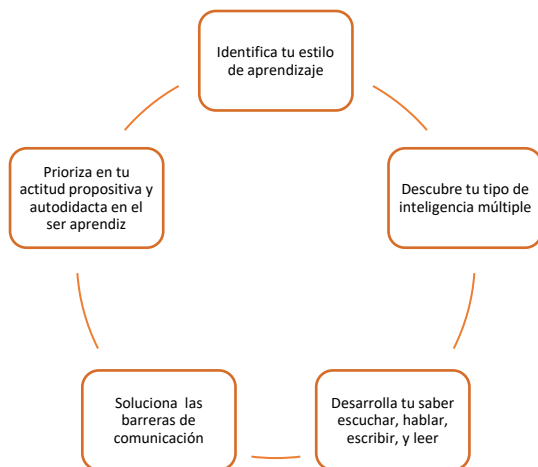 Identifica tu estilo
de aprendizaje
Descubre tu tipo de
inteligencia múltiple
Desarrolla tu saber
escuchar, hablar,
escribir, y leer
Soluciona  las
barreras de
comunicación
Prioriza en tu
actitud propositiva y
autodidacta en el
ser aprendiz